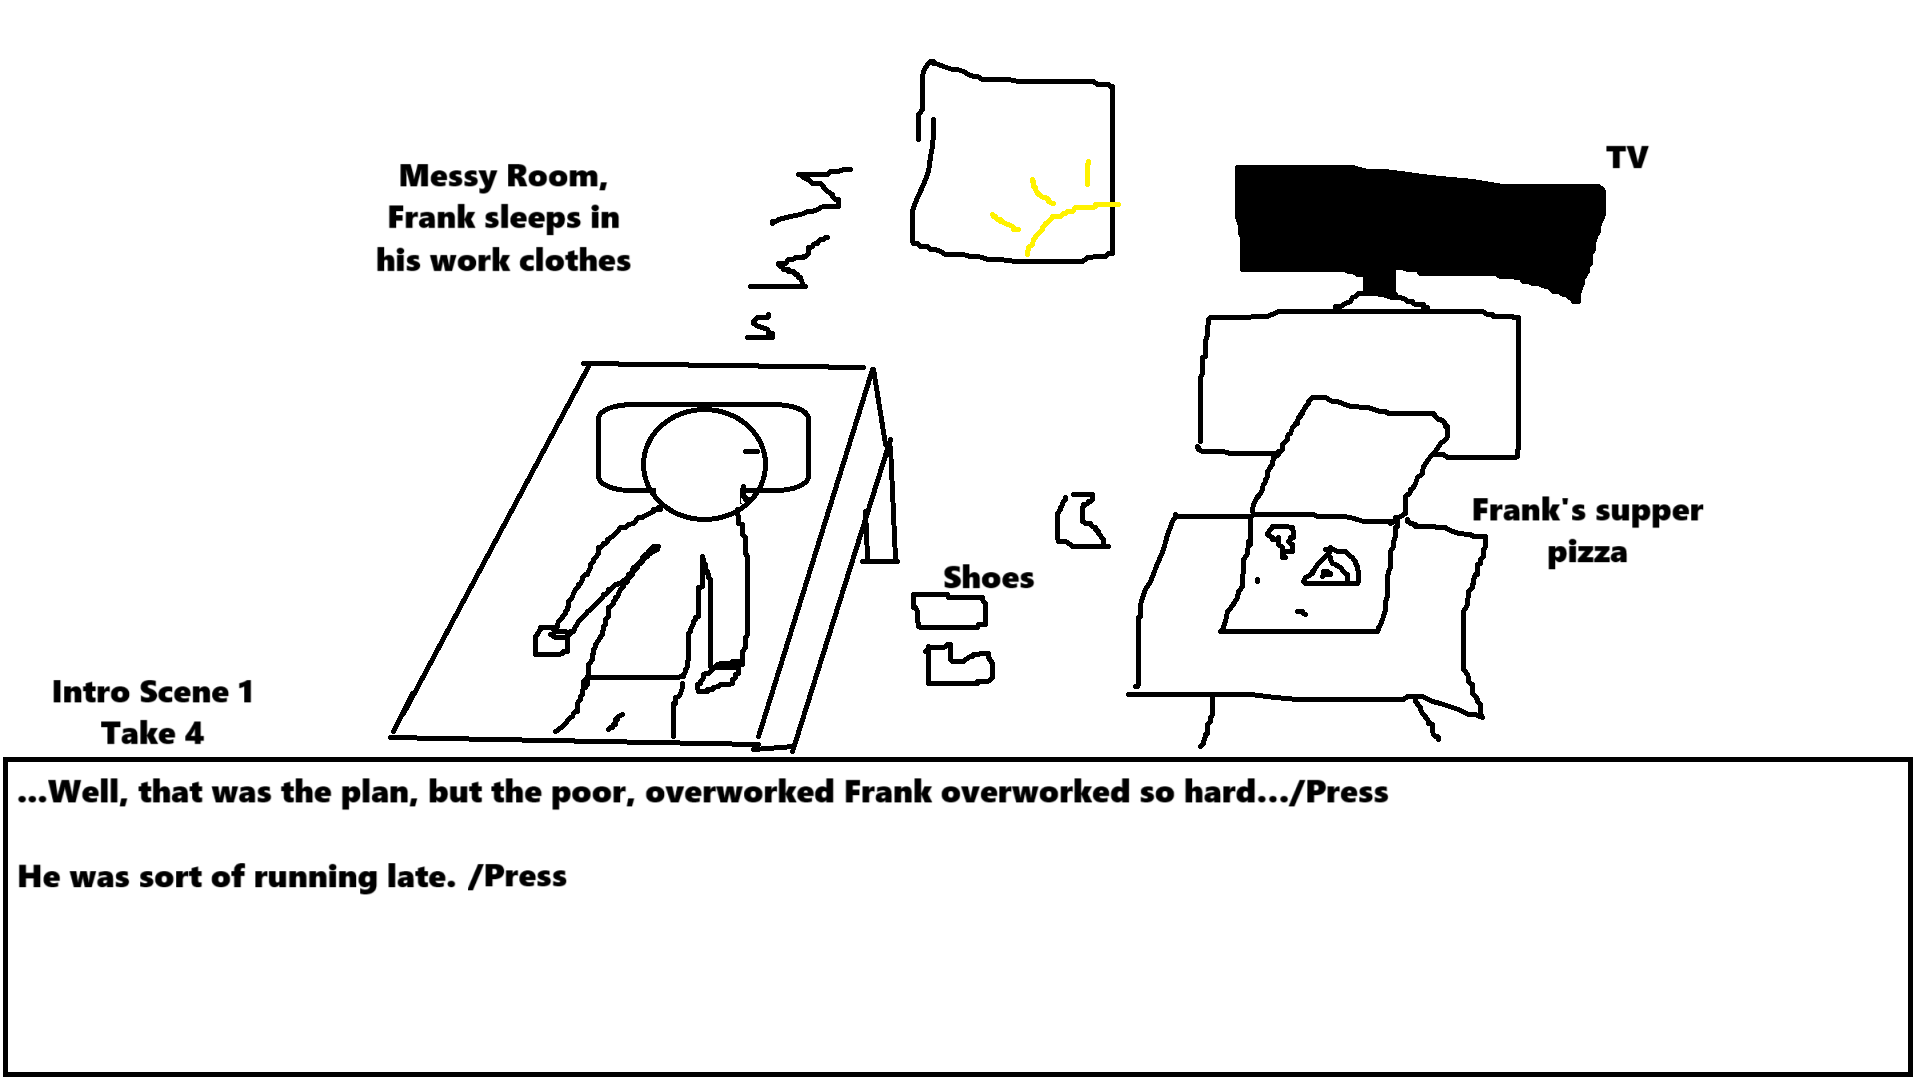 TV
Messy Room,
Frank sleeps in
his work clothes
Frank's supper
pizza
Shoes
Intro Scene 1
Take 4
...Well, that was the plan, but the poor, overworked Frank overworked so hard.../Press
He was sort of running late. /Press